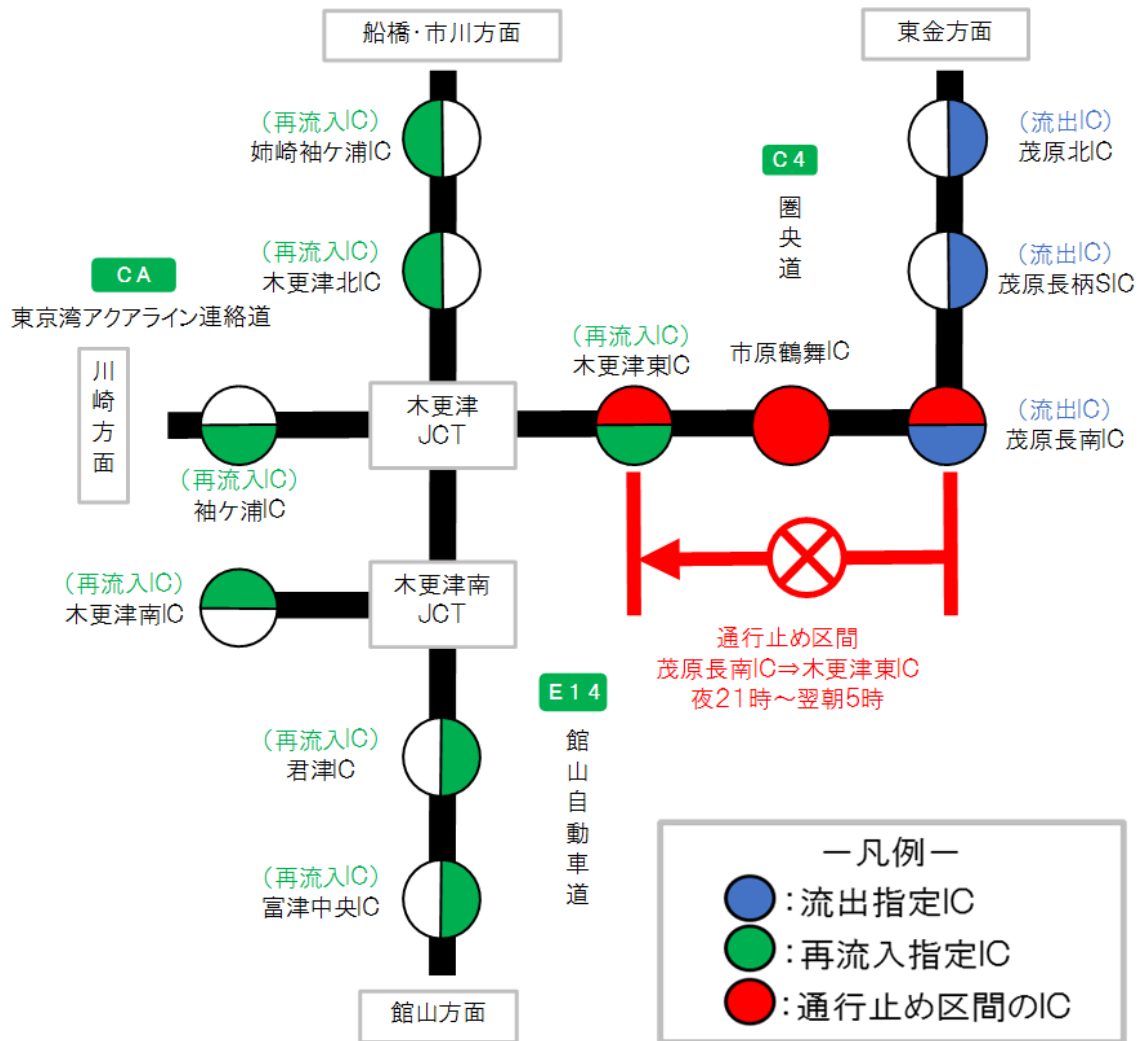 船橋・市川方面
東金方面
(再流入IC)
姉崎袖ケ浦IC
(流出IC)
茂原北IC
C4
圏央道
(再流入IC)
木更津北IC
(流出IC)
茂原長柄SIC
CA
東京湾アクアライン連絡道
川崎方面
(再流入IC)
木更津東IC
市原鶴舞IC
木更津
JCT
(流出IC)
茂原長南IC
(再流入IC)
袖ケ浦IC
(再流入IC)
木更津南IC
木更津南
JCT
通行止め区間
茂原長南IC⇒木更津東IC
夜21時～翌朝5時
E14
館山自動車道
(再流入IC)
君津IC
(再流入IC)
富津中央IC
館山方面
－凡例－
：流出指定IC
：再流入指定IC
：通行止め区間のIC